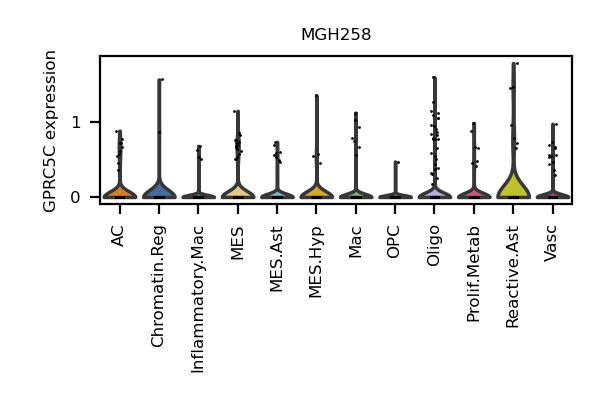 MGH258
GPRC5C expression
1
0
AC
Chromatin.Reg
Inflammatory.Mac
MES
MES.Ast
MES.Hyp
Mac
OPC
Oligo
Prolif.Metab
Reactive.Ast
Vasc